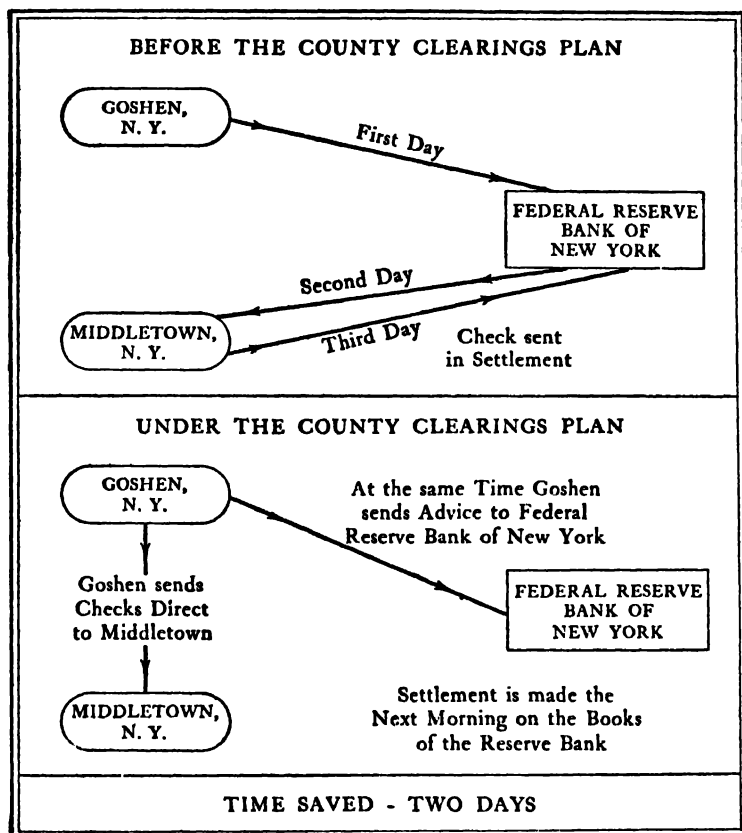 BEFORE THE COUNTY CLEARINGS PLAN
GOSHEN,
N. Y.
First Day
FEDERAL RESERVE
BANK OF
NEW YORK
Second Day
MIDDLETOWN,
N. Y.
Third Day
Check sent
in Settlement
UNDER THE COUNTY CLEARINGS PLAN
GOSHEN,
N. Y.
At the same Time Goshen
sends Advice to Federal
Reserve Bank of New York
Goshen sends
Checks Direct
to Middletown
FEDERAL RESERVE
BANK OF
NEW YORK
MIDDLETOWN,
N. Y.
Settlement is made the
Next Morning on the Books
of the Reserve Bank
TIME SAVED - TWO DAYS